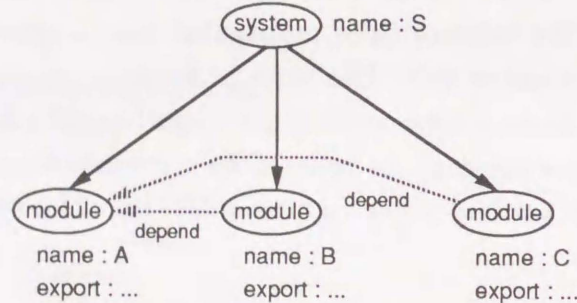 system name : S
module module depend module
depend
name : A name : B name : C
export : ... export : ... export : ...